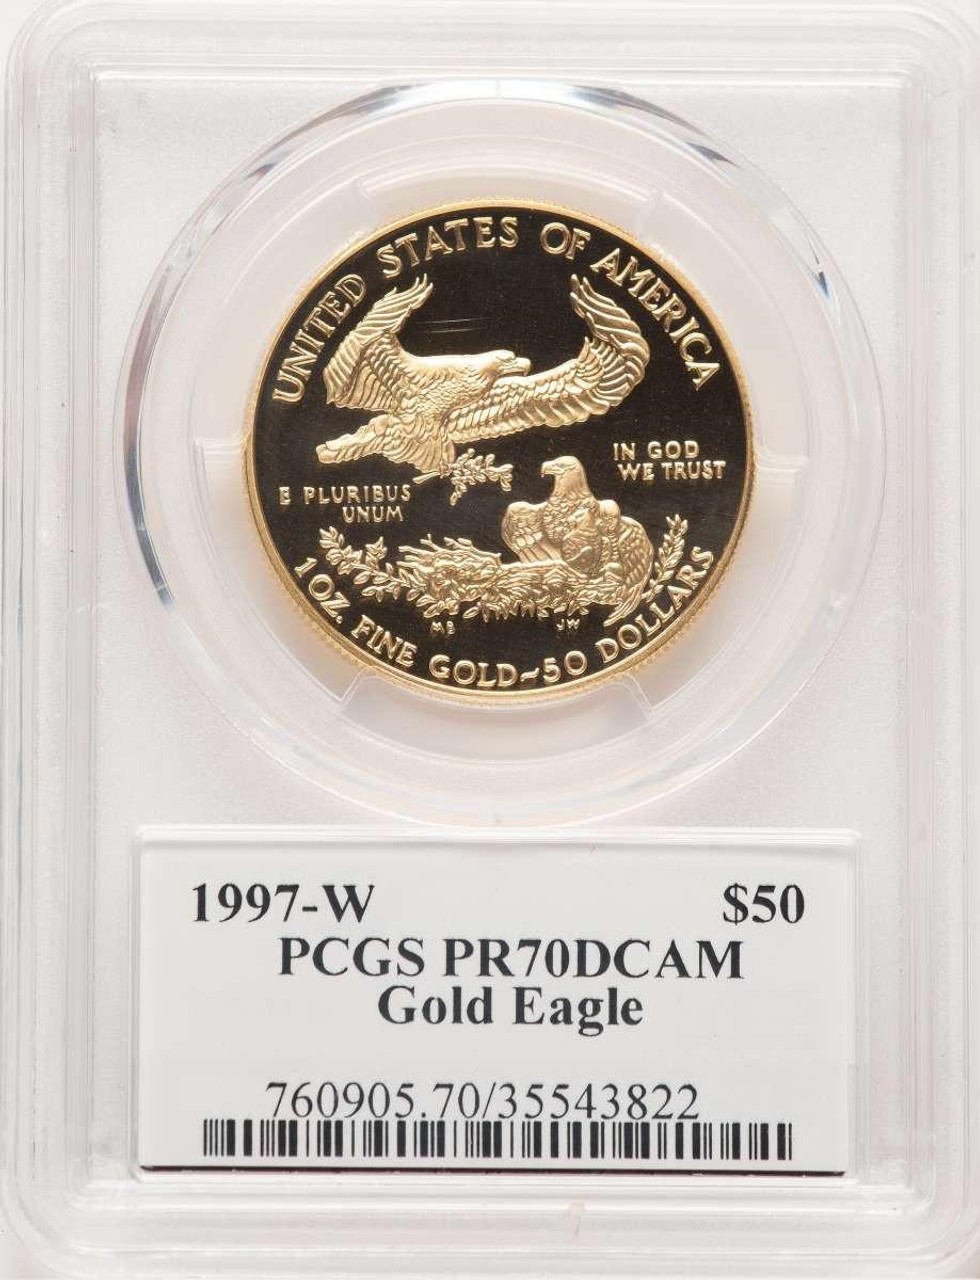 UNITED STATES OF AMERICA
IN GOD
WE TRUST
E PLURIBUS
UNUM
MB JW
1 OZ. FINE GOLD~50 DOLLARS
1997-W $50
PCGS PR70DCAM
Gold Eagle
760905.70/35543822